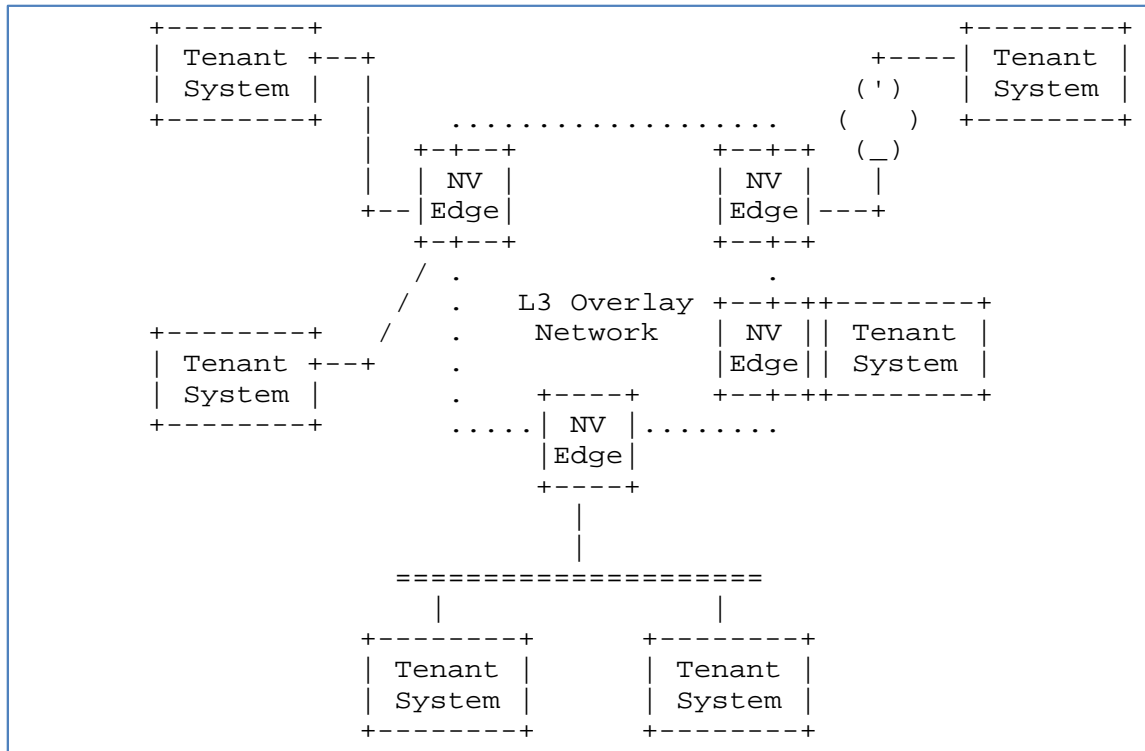 Tenant
System
Tenant
System
NV
Edge
NV
Edge
L3 Overlay
Network
Tenant
System
NV
Edge
Tenant
System
NV
Edge
Tenant
System
Tenant
System